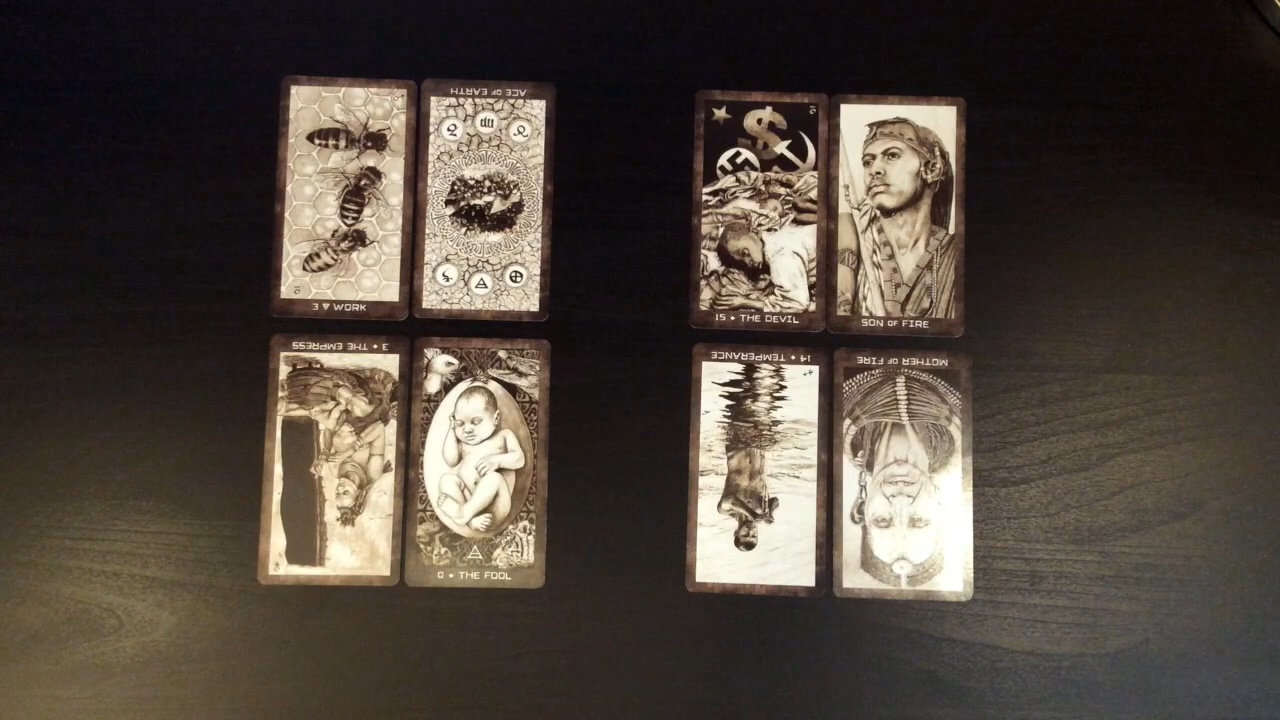 ACE OF EARTH
3 WORK
15 • THE DEVIL
SON OF FIRE
3 • THE EMPRESS
0 • THE FOOL
14 • TEMPERANCE
MOTHER OF FIRE